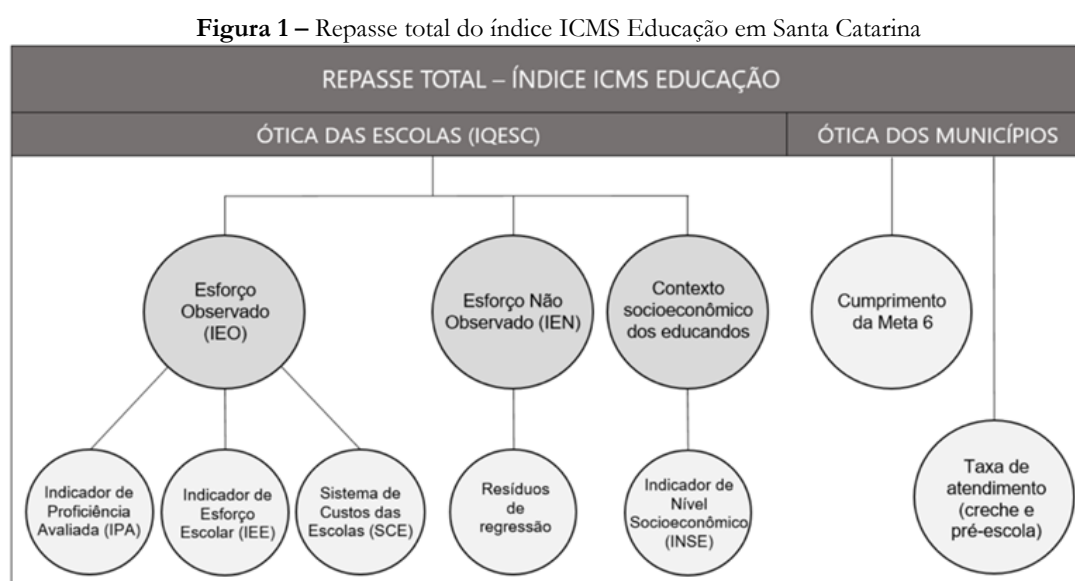 Figura 1 – Repasse total do índice ICMS Educação em Santa Catarina
REPASSE TOTAL – ÍNDICE ICMS EDUCAÇÃO
ÓTICA DAS ESCOLAS (IQESC)
ÓTICA DOS MUNICÍPIOS
Esforço
Observado
(IEO)
Esforço Não
Observado (IEN)
Contexto
socioeconômico
dos educandos
Cumprimento
da Meta 6
Indicador de
Proficiência
Avaliada (IPA)
Indicador de
Esforço
Escolar (IEE)
Sistema de
Custos das
Escolas (SCE)
Resíduos
de
regressão
Indicador de
Nível
Socioeconômico
(INSE)
Taxa de
atendimento
(creche e
pré-escola)